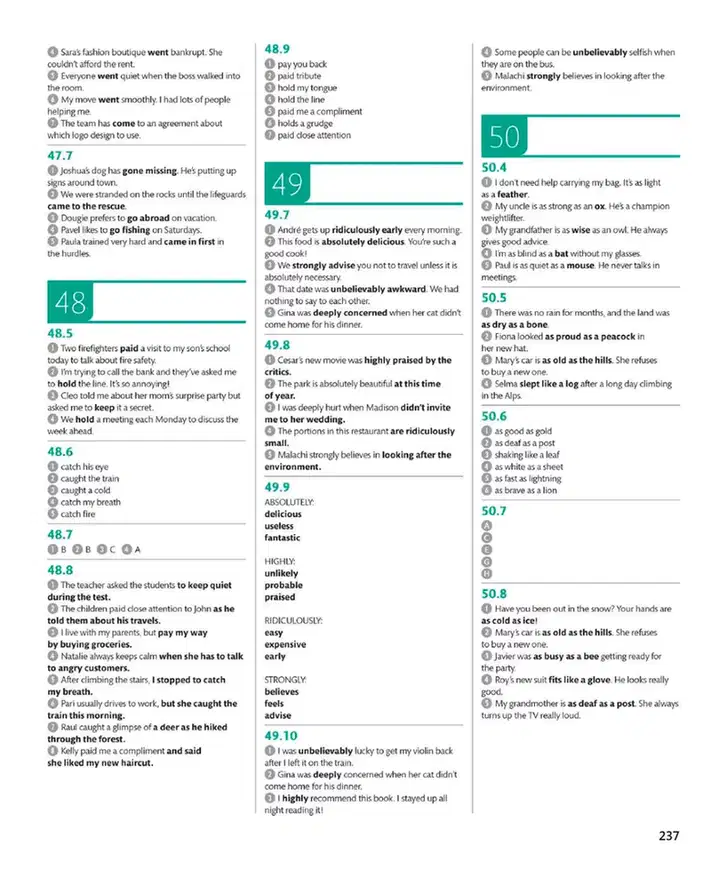 ④ Sara's fashion boutique went bankrupt. She
couldn't afford the rent.
⑤ Everyone went quiet when the boss walked into
the room.
⑥ My move went smoothly. I had lots of people
helping me.
⑦ The team has come to an agreement about
which logo design to use.
47.7
① Joshua's dog has gone missing. He's putting up
signs around town.
② We were stranded on the rocks until the lifeguards
came to the rescue.
③ Dougie prefers to go abroad on vacation.
④ Pavel likes to go fishing on Saturdays.
⑤ Paula trained very hard and came in first in
the hurdles.
48
48.5
① Two firefighters paid a visit to my son's school
today to talk about fire safety.
② I'm trying to call the bank and they've asked me
to hold the line. It's so annoying!
③ Cleo told me about her mom's surprise party but
asked me to keep it a secret.
④ We hold a meeting each Monday to discuss the
week ahead.
48.6
① catch his eye
② caught the train
③ caught a cold
④ catch my breath
⑤ catch fire
48.7
① B ② B ③ C ④ A
48.8
① The teacher asked the students to keep quiet
during the test.
② The children paid close attention to John as he
told them about his travels.
③ I live with my parents, but pay my way
by buying groceries.
④ Natalie always keeps calm when she has to talk
to angry customers.
⑤ After climbing the stairs, I stopped to catch
my breath.
⑥ Pari usually drives to work, but she caught the
train this morning.
⑦ Raul caught a glimpse of a deer as he hiked
through the forest.
⑧ Kelly paid me a compliment and said
she liked my new haircut.
48.9
① pay you back
② paid tribute
③ hold my tongue
④ hold the line
⑤ paid me a compliment
⑥ holds a grudge
⑦ paid close attention
49
49.7
① André gets up ridiculously early every morning.
② This food is absolutely delicious. You're such a
good cook!
③ We strongly advise you not to travel unless it is
absolutely necessary.
④ That date was unbelievably awkward. We had
nothing to say to each other.
⑤ Gina was deeply concerned when her cat didn't
come home for his dinner.
49.8
① Cesar's new movie was highly praised by the
critics.
② The park is absolutely beautiful at this time
of year.
③ I was deeply hurt when Madison didn't invite
me to her wedding.
④ The portions in this restaurant are ridiculously
small.
⑤ Malachi strongly believes in looking after the
environment.
49.9
ABSOLUTELY:
delicious
useless
fantastic
HIGHLY:
unlikely
probable
praised
RIDICULOUSLY:
easy
expensive
early
STRONGLY:
believes
feels
advise
49.10
① I was unbelievably lucky to get my violin back
after I left it on the train.
② Gina was deeply concerned when her cat didn't
come home for his dinner.
③ I highly recommend this book. I stayed up all
night reading it!
④ Some people can be unbelievably selfish when
they are on the bus.
⑤ Malachi strongly believes in looking after the
environment.
50
50.4
① I don't need help carrying my bag. It's as light
as a feather.
② My uncle is as strong as an ox. He's a champion
weightlifter.
③ My grandfather is as wise as an owl. He always
gives good advice.
④ I'm as blind as a bat without my glasses.
⑤ Paul is as quiet as a mouse. He never talks in
meetings.
50.5
① There was no rain for months, and the land was
as dry as a bone.
② Fiona looked as proud as a peacock in
her new hat.
③ Mary's car is as old as the hills. She refuses
to buy a new one.
④ Selma slept like a log after a long day climbing
in the Alps.
50.6
① as good as gold
② as deaf as a post
③ shaking like a leaf
④ as white as a sheet
⑤ as fast as lightning
⑥ as brave as a lion
50.7
Ⓐ
Ⓒ
Ⓔ
Ⓖ
Ⓗ
50.8
① Have you been out in the snow? Your hands are
as cold as ice!
② Mary's car is as old as the hills. She refuses
to buy a new one.
③ Javier was as busy as a bee getting ready for
the party.
④ Roy's new suit fits like a glove. He looks really
good.
⑤ My grandmother is as deaf as a post. She always
turns up the TV really loud.
237